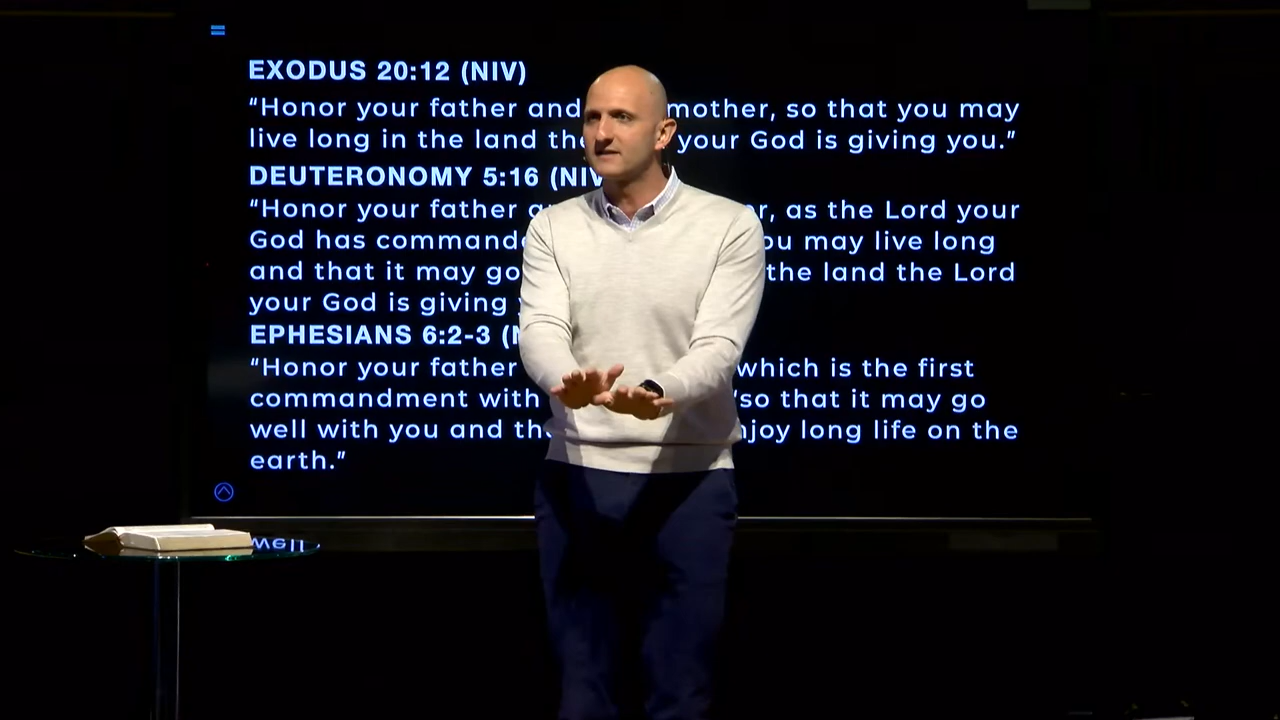 EXODUS 20:12 (NIV)
“Honor your father and mother, so that you may
live long in the land your God is giving you.”
DEUTERONOMY 5:16 (NIV
“Honor your father as the Lord your
God has may live long
and that it may go the land the Lord
your God is giving
EPHESIANS 6:2-3
“Honor your father which is the first
commandment with “so that it may go
well with you and long life on the
earth.”
well